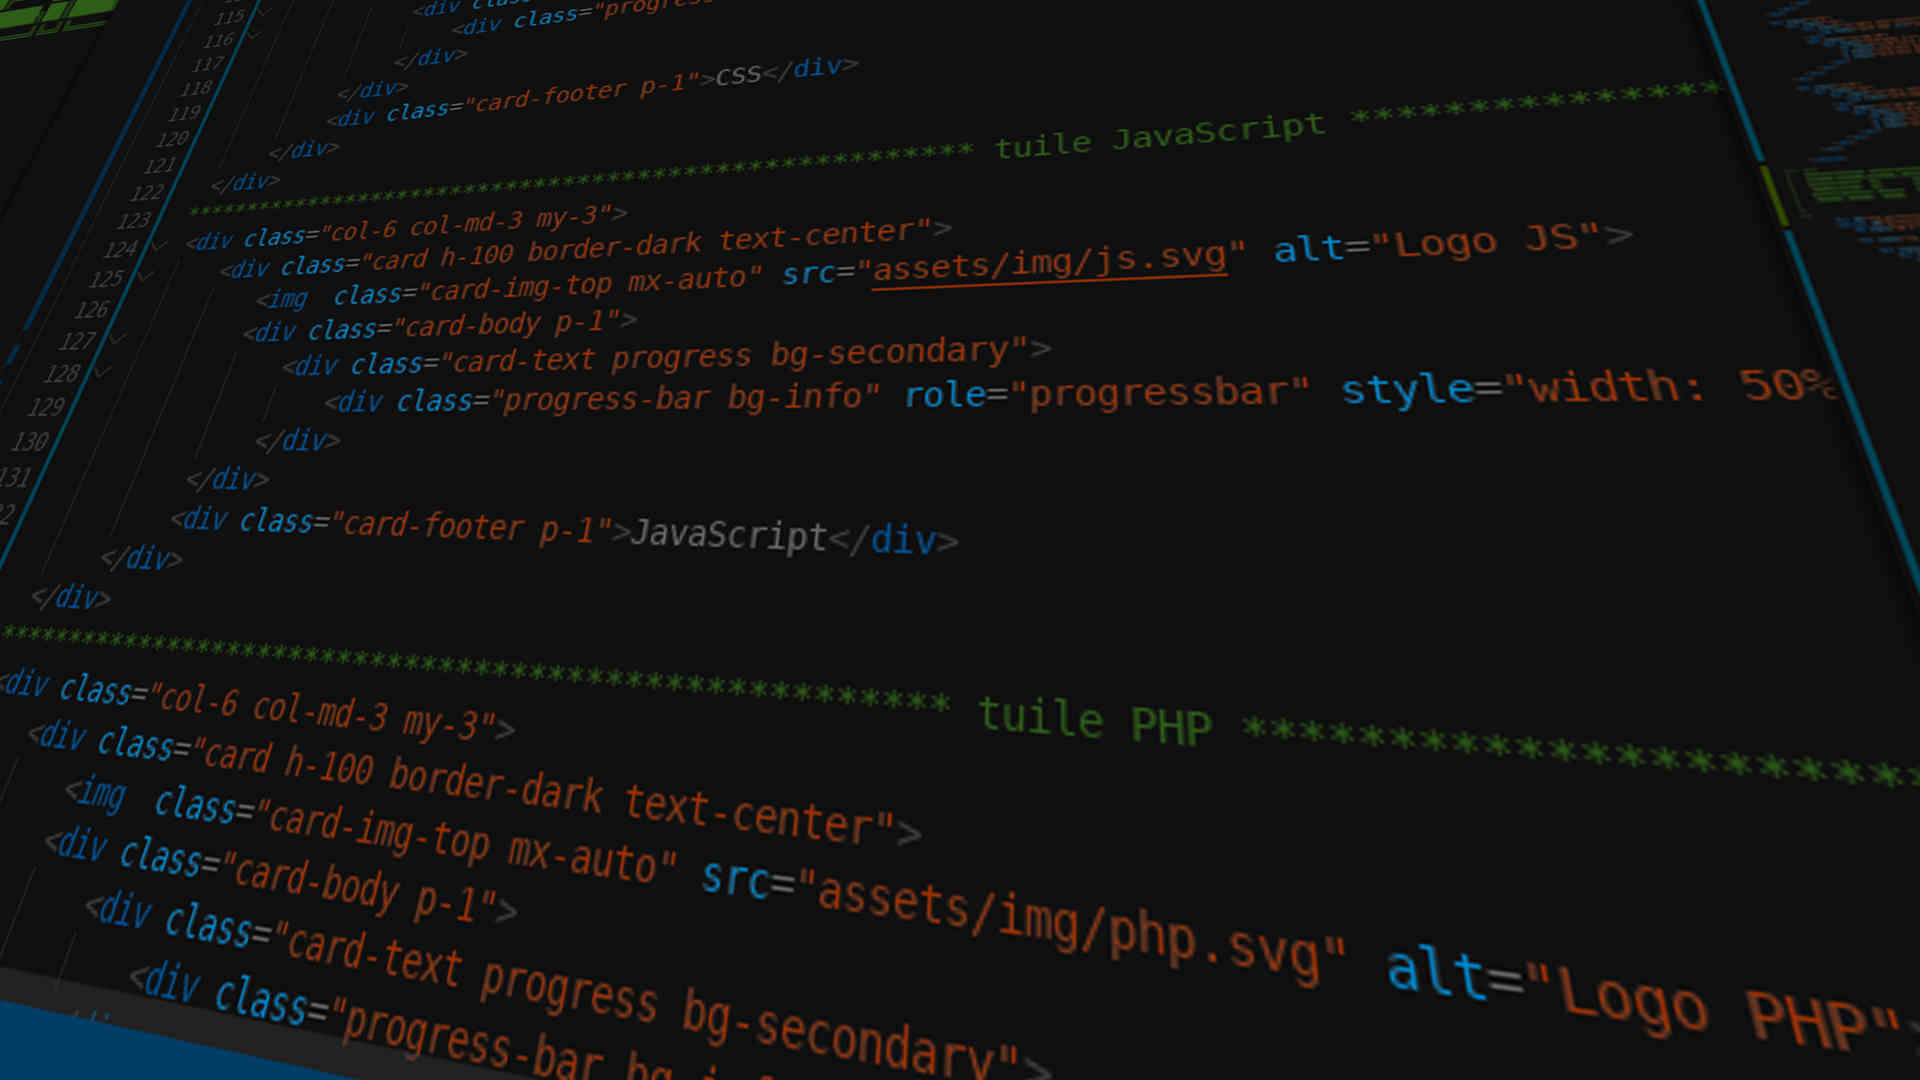 115 <div
116 <div class="progres
117 </div>
118 </div>
119 <div class="card-footer p-1">CSS</div>
120 </div>
121 </div>
122 ******************************************** tuile JavaScript ***************
123 <div class="col-6 col-md-3 my-3">
124 <div class="card h-100 border-dark text-center">
125 <img class="card-img-top mx-auto" src="assets/img/js.svg" alt="Logo JS">
126 <div class="card-body p-1">
127 <div class="card-text progress bg-secondary">
128 <div class="progress-bar bg-info" role="progressbar" style="width: 50%
129 </div>
130 </div>
131 <div class="card-footer p-1">JavaScript</div>
</div>
</div>
******************************************** tuile PHP *********************
<div class="col-6 col-md-3 my-3">
<div class="card h-100 border-dark text-center">
<img class="card-img-top mx-auto" src="assets/img/php.svg" alt="Logo PHP">
<div class="card-body p-1">
<div class="card-text progress bg-secondary">
<div class="progress-bar